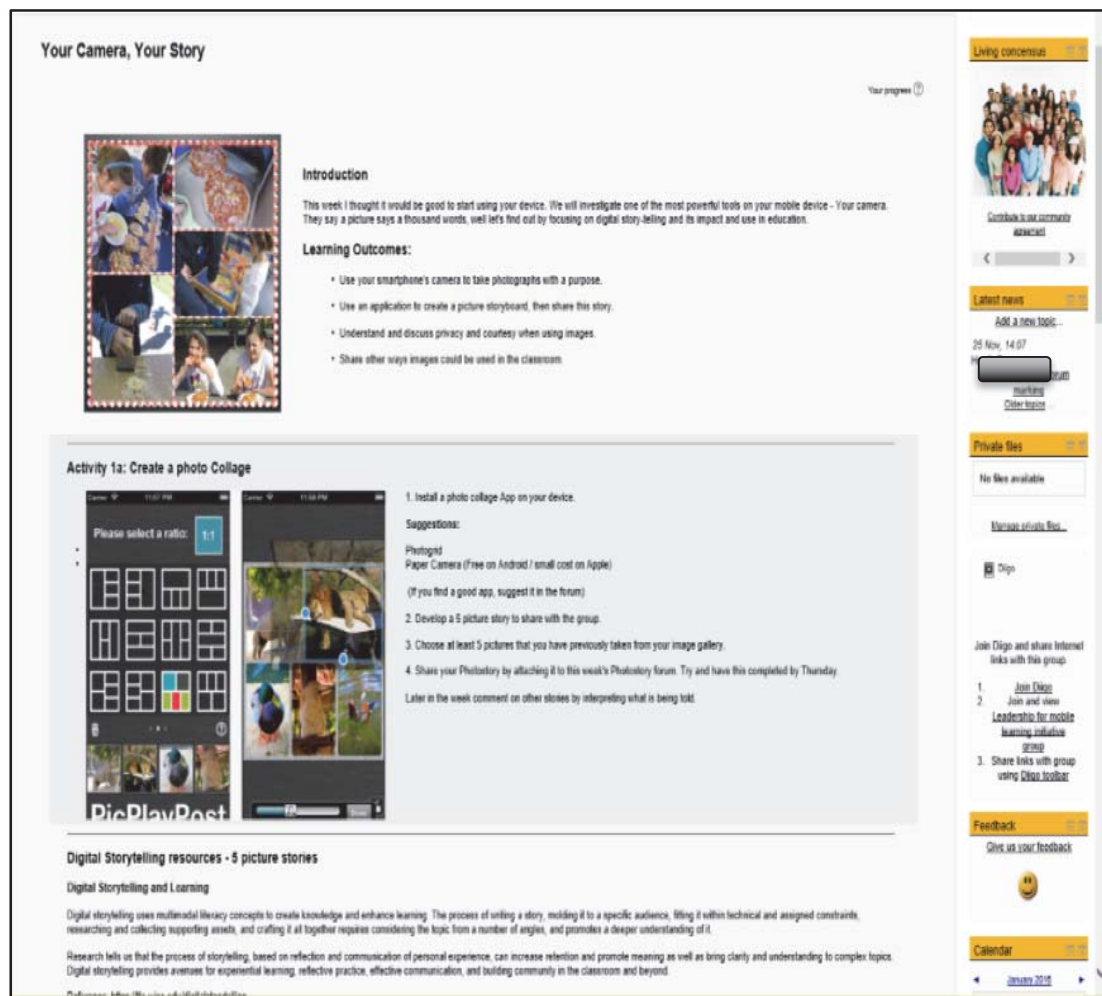 Your Camera, Your Story
Your progress
Introduction
This week I thought it would be good to start using your device. We will investigate one of the most powerful tools on your mobile device - Your camera.
They say a picture says a thousand words, well let's find out by focusing on digital story-telling and its impact and use in education.
Learning Outcomes:
• Use your smartphone's camera to take photographs with a purpose.
• Use an application to create a picture storyboard, then share this story.
• Understand and discuss privacy and courtesy when using images.
• Share other ways images could be used in the classroom.
Activity 1a: Create a photo Collage
Carrier 11:07 PM
Please select a ratio: 1:1
PicPlayPost
Carrier 11:08 PM
1. Install a photo collage App on your device.
Suggestions:
Photogrid
Paper Camera (Free on Android / small cost on Apple)
(If you find a good app, suggest it in the forum)
2. Develop a 5 picture story to share with the group.
3. Choose at least 5 pictures that you have previously taken from your image gallery.
4. Share your Photostory by attaching it to this week's Photostory forum. Try and have this completed by Thursday.
Later in the week comment on other stories by interpreting what is being told.
Digital Storytelling resources - 5 picture stories
Digital Storytelling and Learning
Digital storytelling uses multimodal literacy concepts to create knowledge and enhance learning. The process of writing a story, molding it to a specific audience, fitting it within technical and assigned constraints,
researching and collecting supporting assets, and crafting it all together requires considering the topic from a number of angles, and promotes a deeper understanding of it.
Research tells us that the process of storytelling, based on reflection and communication of personal experience, can increase retention and promote meaning as well as bring clarity and understanding to complex topics.
Digital storytelling provides avenues for experiential learning, reflective practice, effective communication, and building community in the classroom and beyond.
Living concensus
Contribute to our community
agreement
Latest news
Add a new topic...
25 Nov, 14:07
marking
Older topics ...
Private files
No files available
Manage private files...
Diigo
Join Diigo and share Internet
links with this group.
1. Join Diigo
2. Join and view
Leadership for mobile
learning initiative
group
3. Share links with group
using Diigo toolbar
Feedback
Give us your feedback
Calendar
January 2016